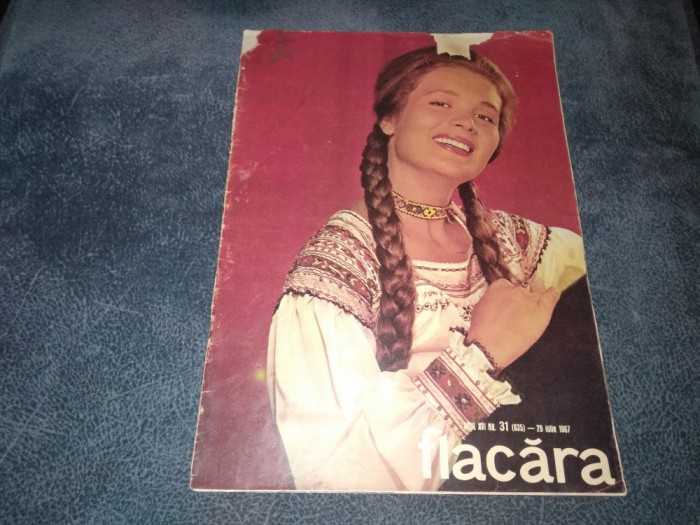 ANUL XVI Nr. 31 (635) — 29 iulie 1967
flacăra